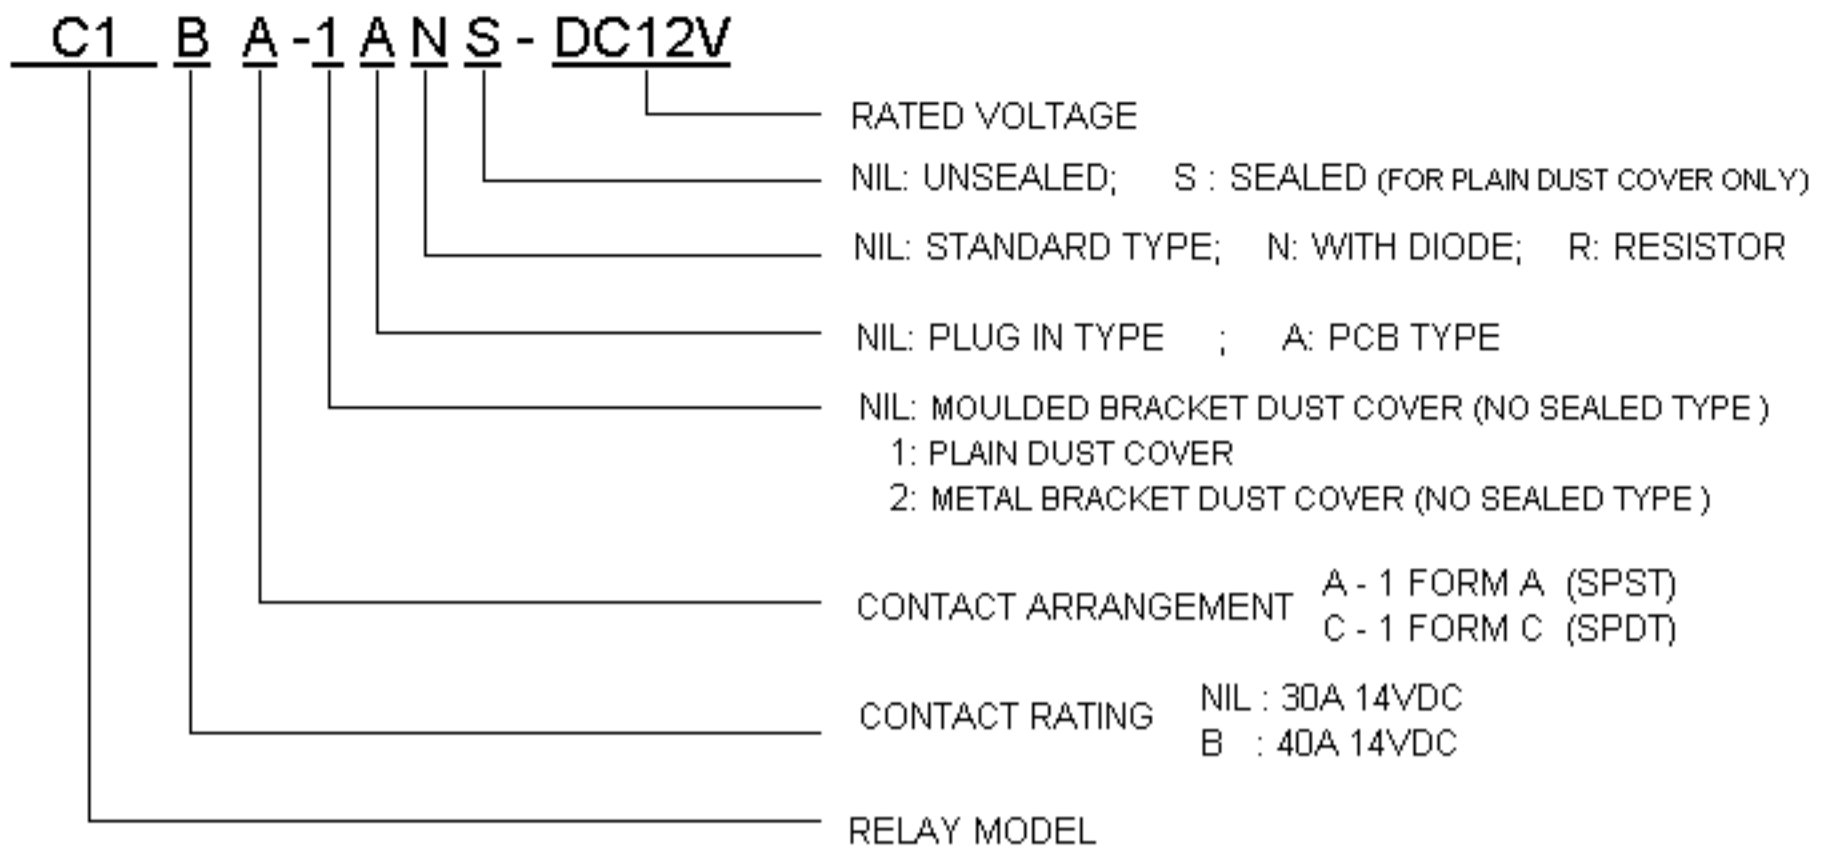 C1 B A -1 A N S - DC12V
RATED VOLTAGE
NIL: UNSEALED; S : SEALED (FOR PLAIN DUST COVER ONLY)
NIL: STANDARD TYPE; N: WITH DIODE; R: RESISTOR
NIL: PLUG IN TYPE ; A: PCB TYPE
NIL: MOULDED BRACKET DUST COVER (NO SEALED TYPE )
1: PLAIN DUST COVER
2: METAL BRACKET DUST COVER (NO SEALED TYPE )
CONTACT ARRANGEMENT A - 1 FORM A (SPST)
C - 1 FORM C (SPDT)
CONTACT RATING NIL : 30A 14VDC
B : 40A 14VDC
RELAY MODEL